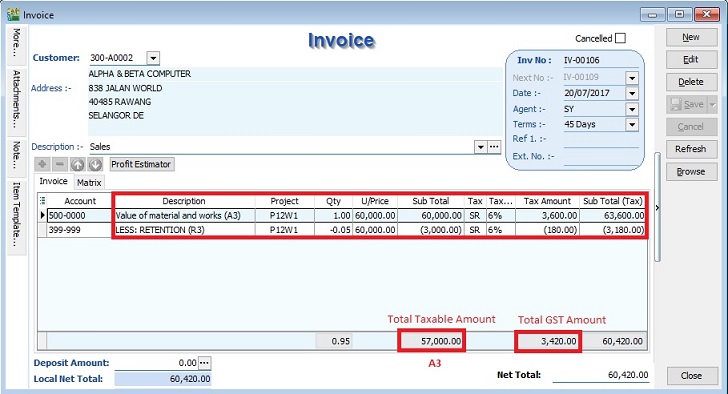 Invoice
More...
Attachments...
Note...
Item Template...
Invoice
Cancelled
Customer: 300-A0002
Address :- ALPHA & BETA COMPUTER
838 JALAN WORLD
40485 RAWANG
SELANGOR DE
Inv No : IV-00106
Next No :- IV-00109
Date :- 20/07/2017
Agent :- SY
Terms :- 45 Days
Ref 1. :-
Ext. No. :-
New
Edit
Delete
Save
Cancel
Refresh
Browse
Description :- Sales
Profit Estimator
Invoice Matrix
Account Description Project Qty U/Price Sub Total Tax Tax... Tax Amount Sub Total (Tax)
500-0000 Value of material and works (A3) P12W1 1.00 60,000.00 60,000.00 SR 6% 3,600.00 63,600.00
399-999 LESS: RETENTION (R3) P12W1 -0.05 60,000.00 (3,000.00) SR 6% (180.00) (3,180.00)
Total Taxable Amount Total GST Amount
0.95 57,000.00 3,420.00 60,420.00
A3
Deposit Amount: 0.00 ...
Local Net Total: 60,420.00
Net Total: 60,420.00
Close